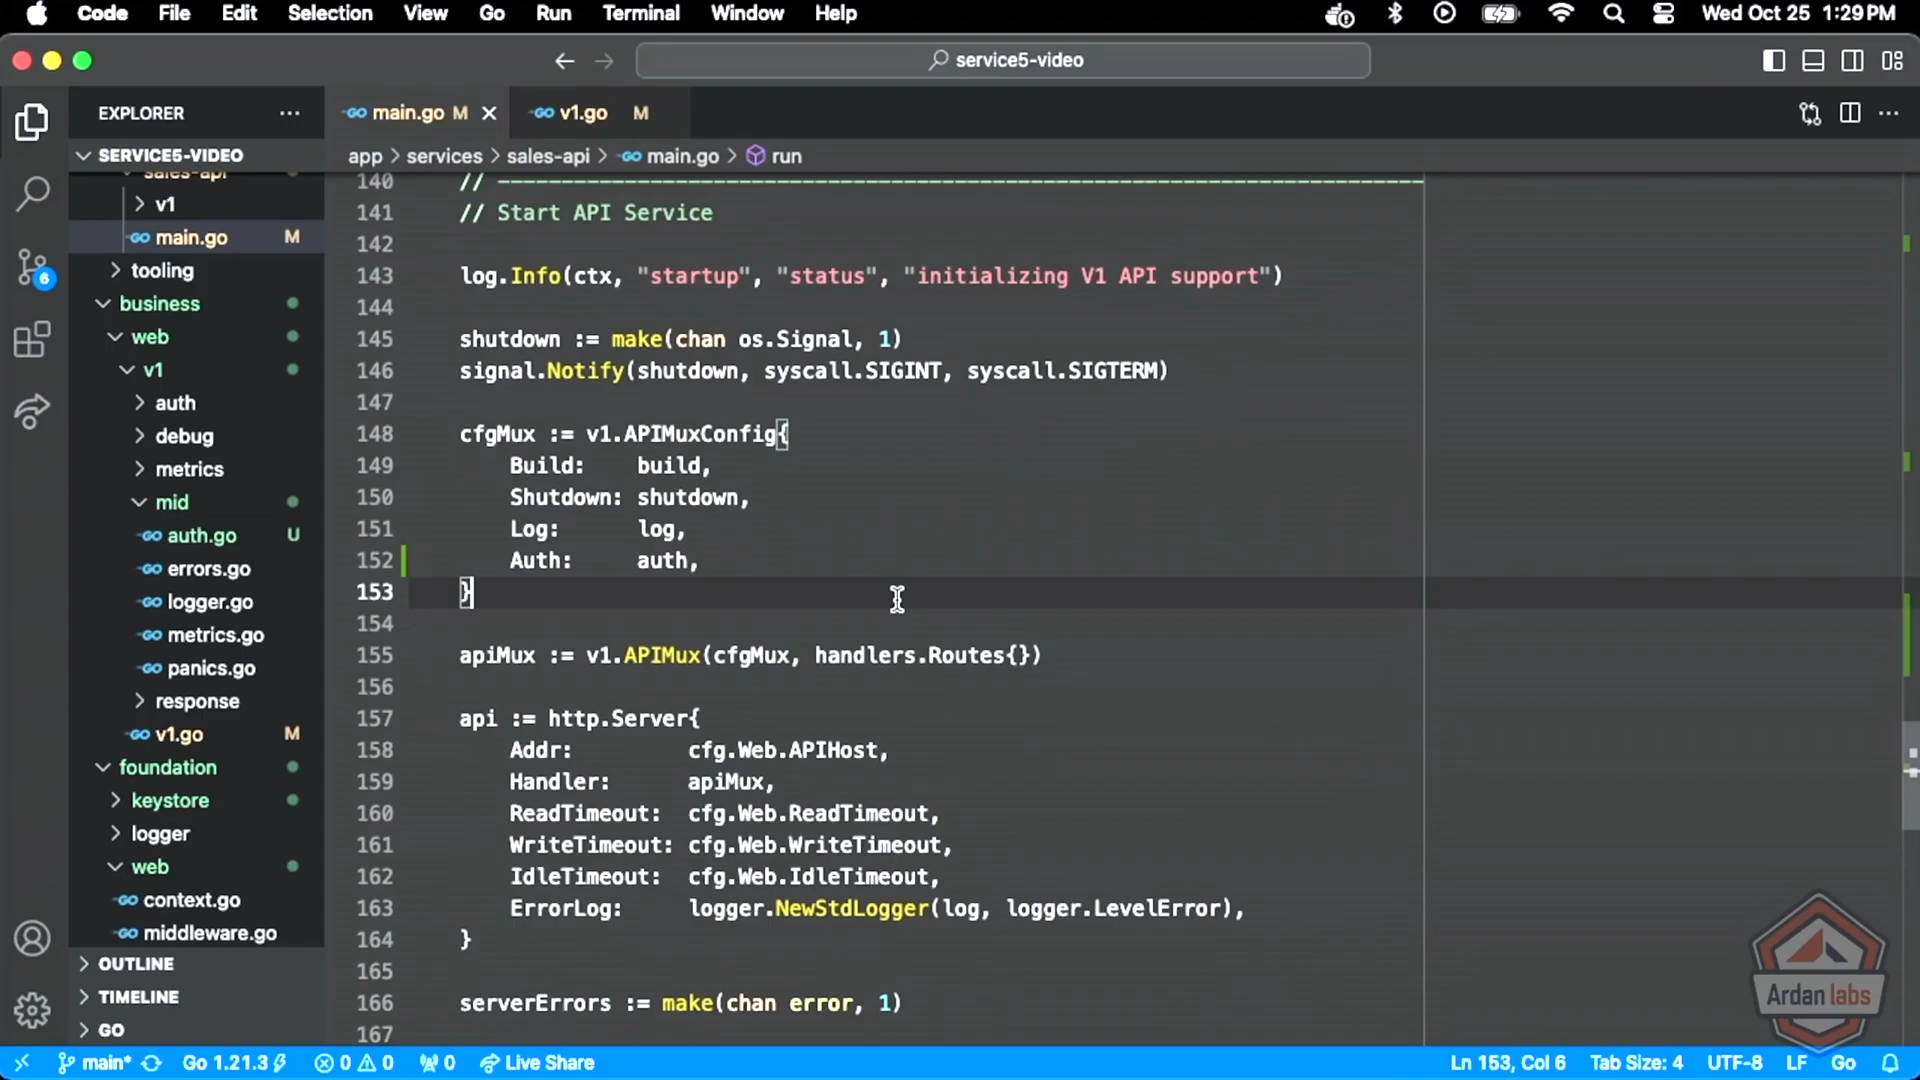 Code File Edit Selection View Go Run Terminal Window Help Wed Oct 25 1:29 PM
service5-video
EXPLORER
main.go M
v1.go M
SERVICE5-VIDEO
app > services > sales-api > main.go > run
sales-api
v1
main.go M
tooling
business
web
v1
auth
debug
metrics
mid
auth.go U
errors.go
logger.go
metrics.go
panics.go
response
v1.go M
foundation
keystore
logger
web
context.go
middleware.go
OUTLINE
TIMELINE
GO
6
140 // ─────────────────────────────────────────────
141 // Start API Service
142
143 log.Info(ctx, "startup", "status", "initializing V1 API support")
144
145 shutdown := make(chan os.Signal, 1)
146 signal.Notify(shutdown, syscall.SIGINT, syscall.SIGTERM)
147
148 cfgMux := v1.APIMuxConfig{
149 Build: build,
150 Shutdown: shutdown,
151 Log: log,
152 Auth: auth,
153 }
154
155 apiMux := v1.APIMux(cfgMux, handlers.Routes{})
156
157 api := http.Server{
158 Addr: cfg.Web.APIHost,
159 Handler: apiMux,
160 ReadTimeout: cfg.Web.ReadTimeout,
161 WriteTimeout: cfg.Web.WriteTimeout,
162 IdleTimeout: cfg.Web.IdleTimeout,
163 ErrorLog: logger.NewStdLogger(log, logger.LevelError),
164 }
165
166 serverErrors := make(chan error, 1)
167
Ardan labs
main* Go 1.21.3 0 0 0 Live Share Ln 153, Col 6 Tab Size: 4 UTF-8 LF Go